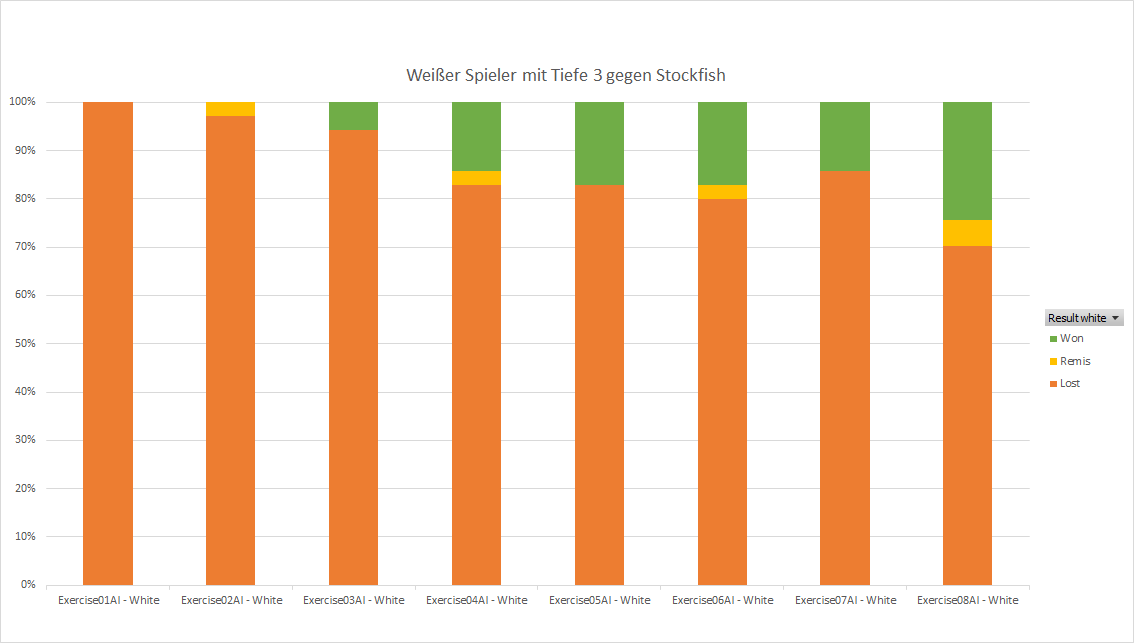 Weißer Spieler mit Tiefe 3 gegen Stockfish
100%
90%
80%
70%
60%
50%
40%
30%
20%
10%
0%
Exercise01AI - White
Exercise02AI - White
Exercise03AI - White
Exercise04AI - White
Exercise05AI - White
Exercise06AI - White
Exercise07AI - White
Exercise08AI - White
Result white
Won
Remis
Lost